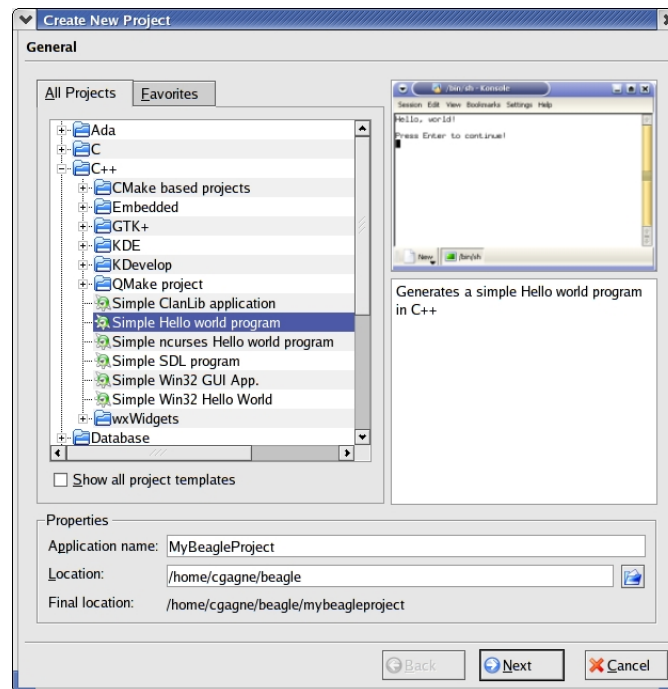 Create New Project
General
All Projects
Favorites
Ada
C
C++
CMake based projects
Embedded
GTK+
KDE
KDevelop
QMake project
Simple ClanLib application
Simple Hello world program
Simple ncurses Hello world program
Simple SDL program
Simple Win32 GUI App.
Simple Win32 Hello World
wxWidgets
Database
Show all project templates
/bin/sh - Konsole
Session Edit View Bookmarks Settings Help
Hello, world!
Press Enter to continue!
New
/bin/sh
Generates a simple Hello world program
in C++
Properties
Application name: MyBeagleProject
Location: /home/cgagne/beagle
Final location: /home/cgagne/beagle/mybeagleproject
Back
Next
Cancel